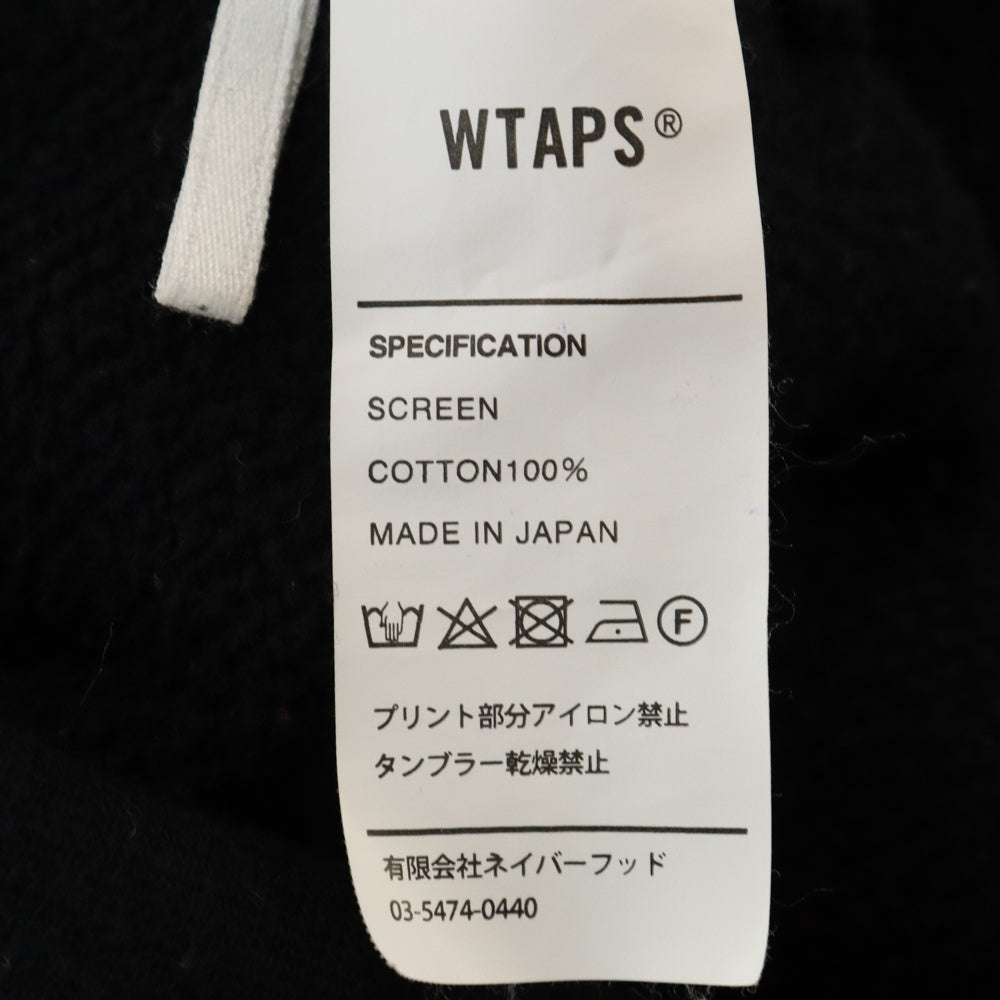 WTAPS®
SPECIFICATION
SCREEN
COTTON100%
MADE IN JAPAN
F
プリント部分アイロン禁止
タンブラー乾燥禁止
有限会社ネイバーフッド
03-5474-0440